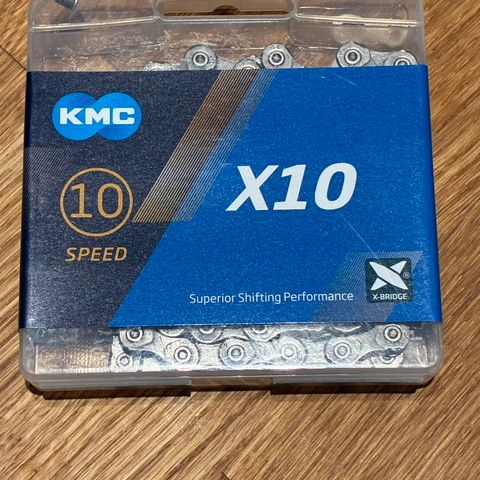 KMC
10
SPEED
X10
Superior Shifting Performance
X-BRIDGE
®